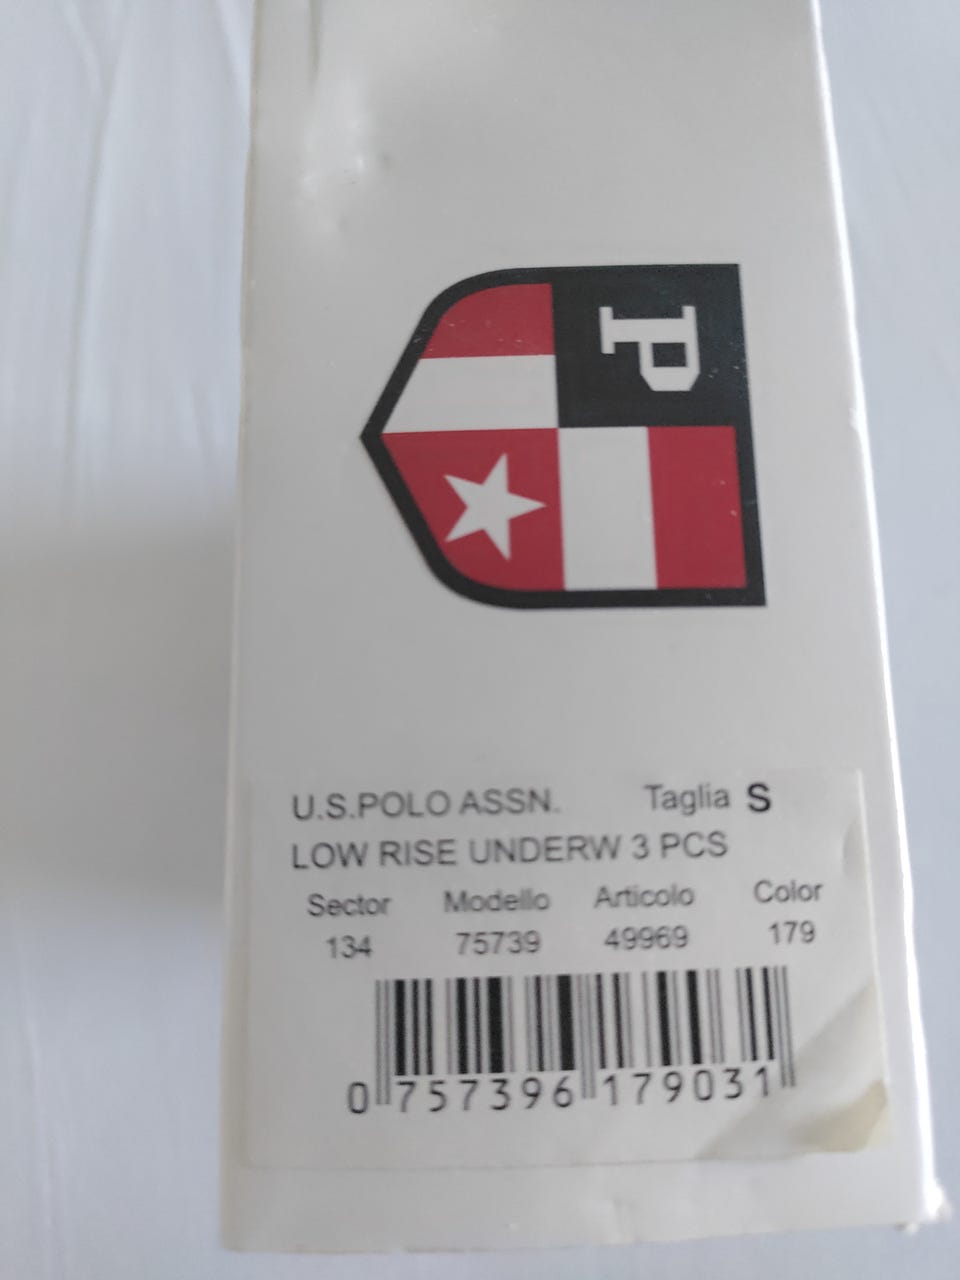 P
U.S.POLO ASSN. Taglia S
LOW RISE UNDERW 3 PCS
Sector Modello Articolo Color
134 75739 49969 179
0 757396 179031